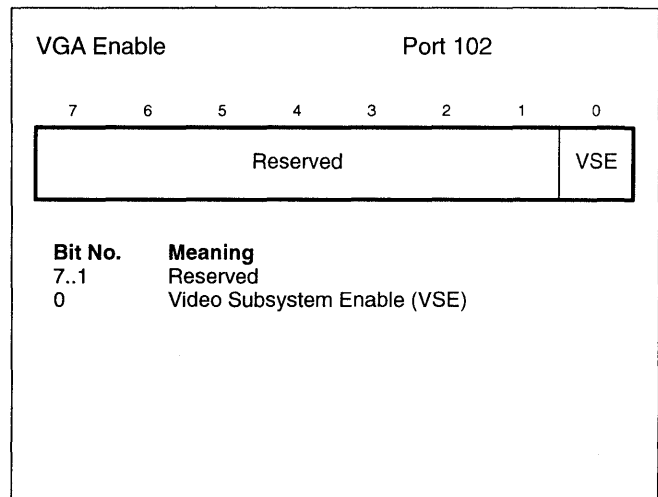 VGA Enable Port 102
7 6 5 4 3 2 1 0
Reserved VSE
Bit No. Meaning
7..1 Reserved
0 Video Subsystem Enable (VSE)